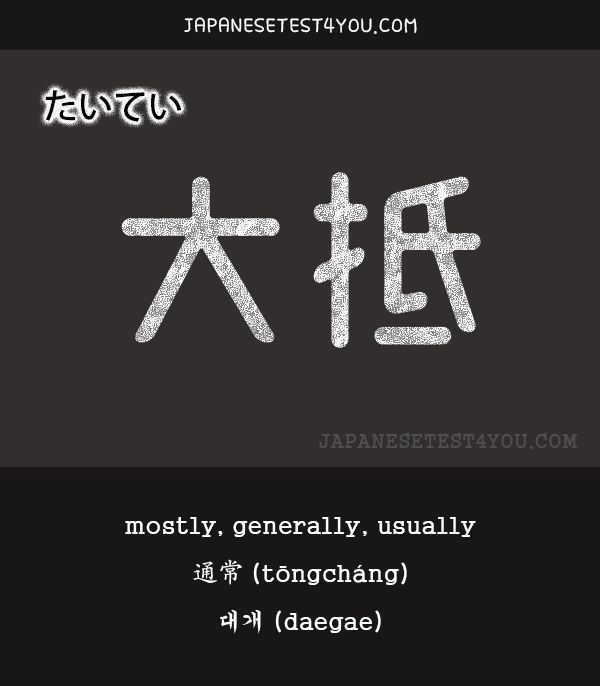 JAPANESETEST4YOU.COM
たいてい
大抵
JAPANESETEST4YOU.COM
mostly, generally, usually
通常 (tōngcháng)
대개 (daegae)